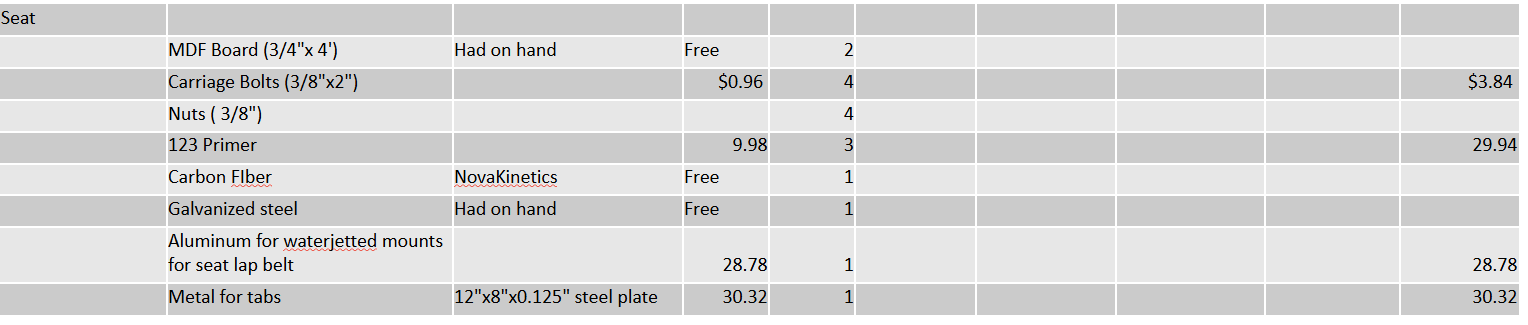 Seat
MDF Board (3/4"x 4') Had on hand Free 2
Carriage Bolts (3/8"x2") $0.96 4 $3.84
Nuts ( 3/8") 4
123 Primer 9.98 3 29.94
Carbon FIber NovaKinetics Free 1
Galvanized steel Had on hand Free 1
Aluminum for waterjetted mounts
for seat lap belt 28.78 1 28.78
Metal for tabs 12"x8"x0.125" steel plate 30.32 1 30.32